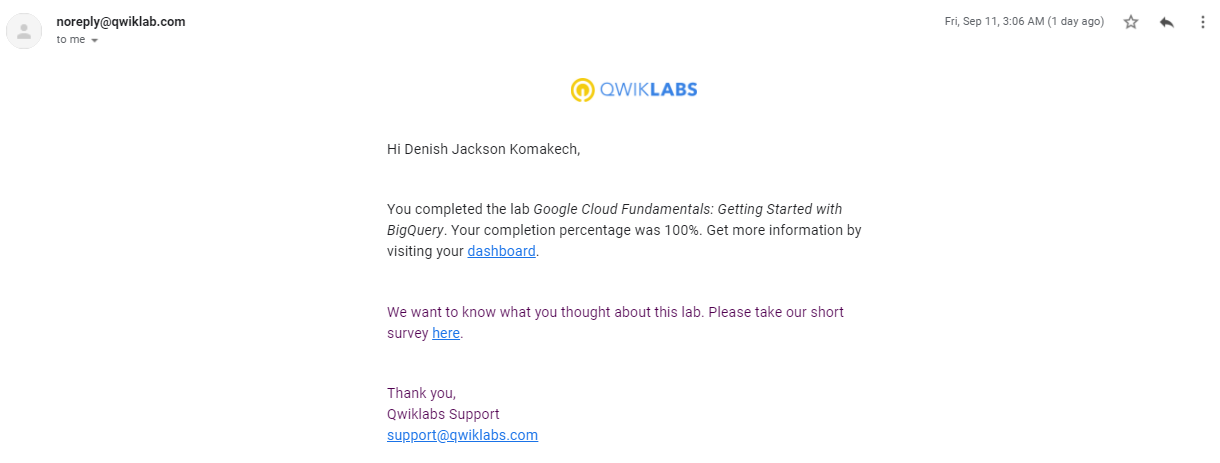 noreply@qwiklab.com
Fri, Sep 11, 3:06 AM (1 day ago)
to me
QWIKLABS
Hi Denish Jackson Komakech,
You completed the lab Google Cloud Fundamentals: Getting Started with
BigQuery. Your completion percentage was 100%. Get more information by
visiting your dashboard.
We want to know what you thought about this lab. Please take our short
survey here.
Thank you,
Qwiklabs Support
support@qwiklabs.com